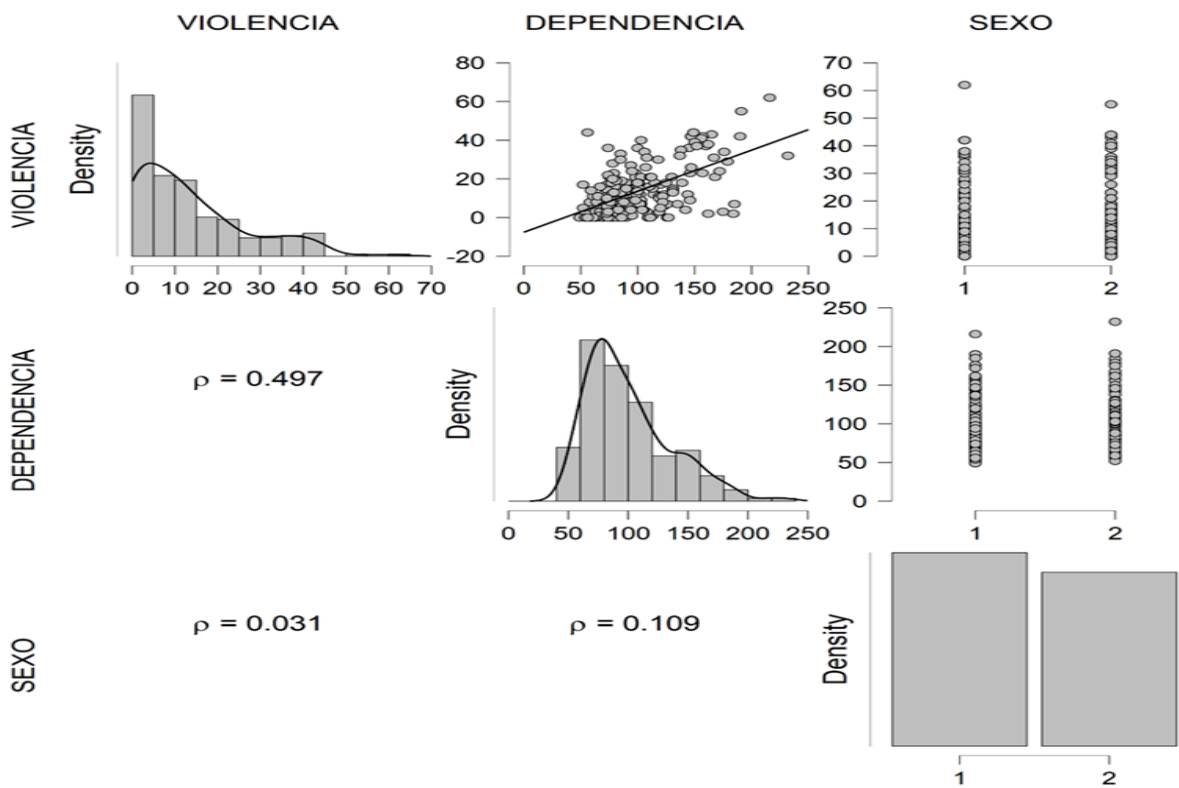 VIOLENCIA DEPENDENCIA SEXO
VIOLENCIA
Density
0 10 20 30 40 50 60 70
80
60
40
20
0
-20
0 50 100 150 200 250
70
60
50
40
30
20
10
0
1 2
DEPENDENCIA
ρ = 0.497
Density
0 50 100 150 200 250
250
200
150
100
50
0
1 2
SEXO
ρ = 0.031
ρ = 0.109
Density
1 2